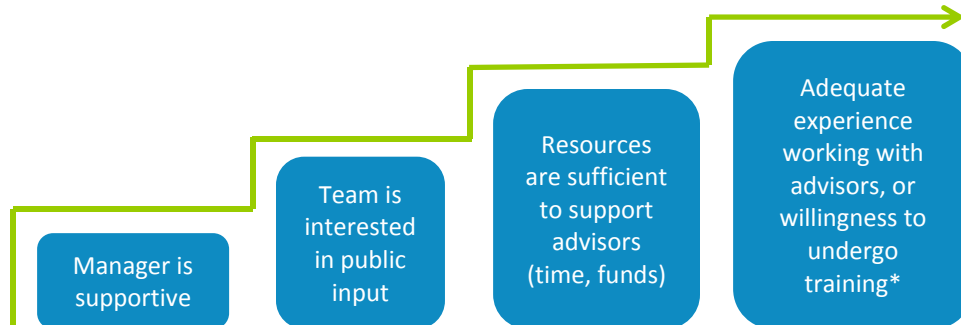 Manager is
supportive
Team is
interested
in public
input
Resources
are sufficient
to support
advisors
(time, funds)
Adequate
experience
working with
advisors, or
willingness to
undergo
training*